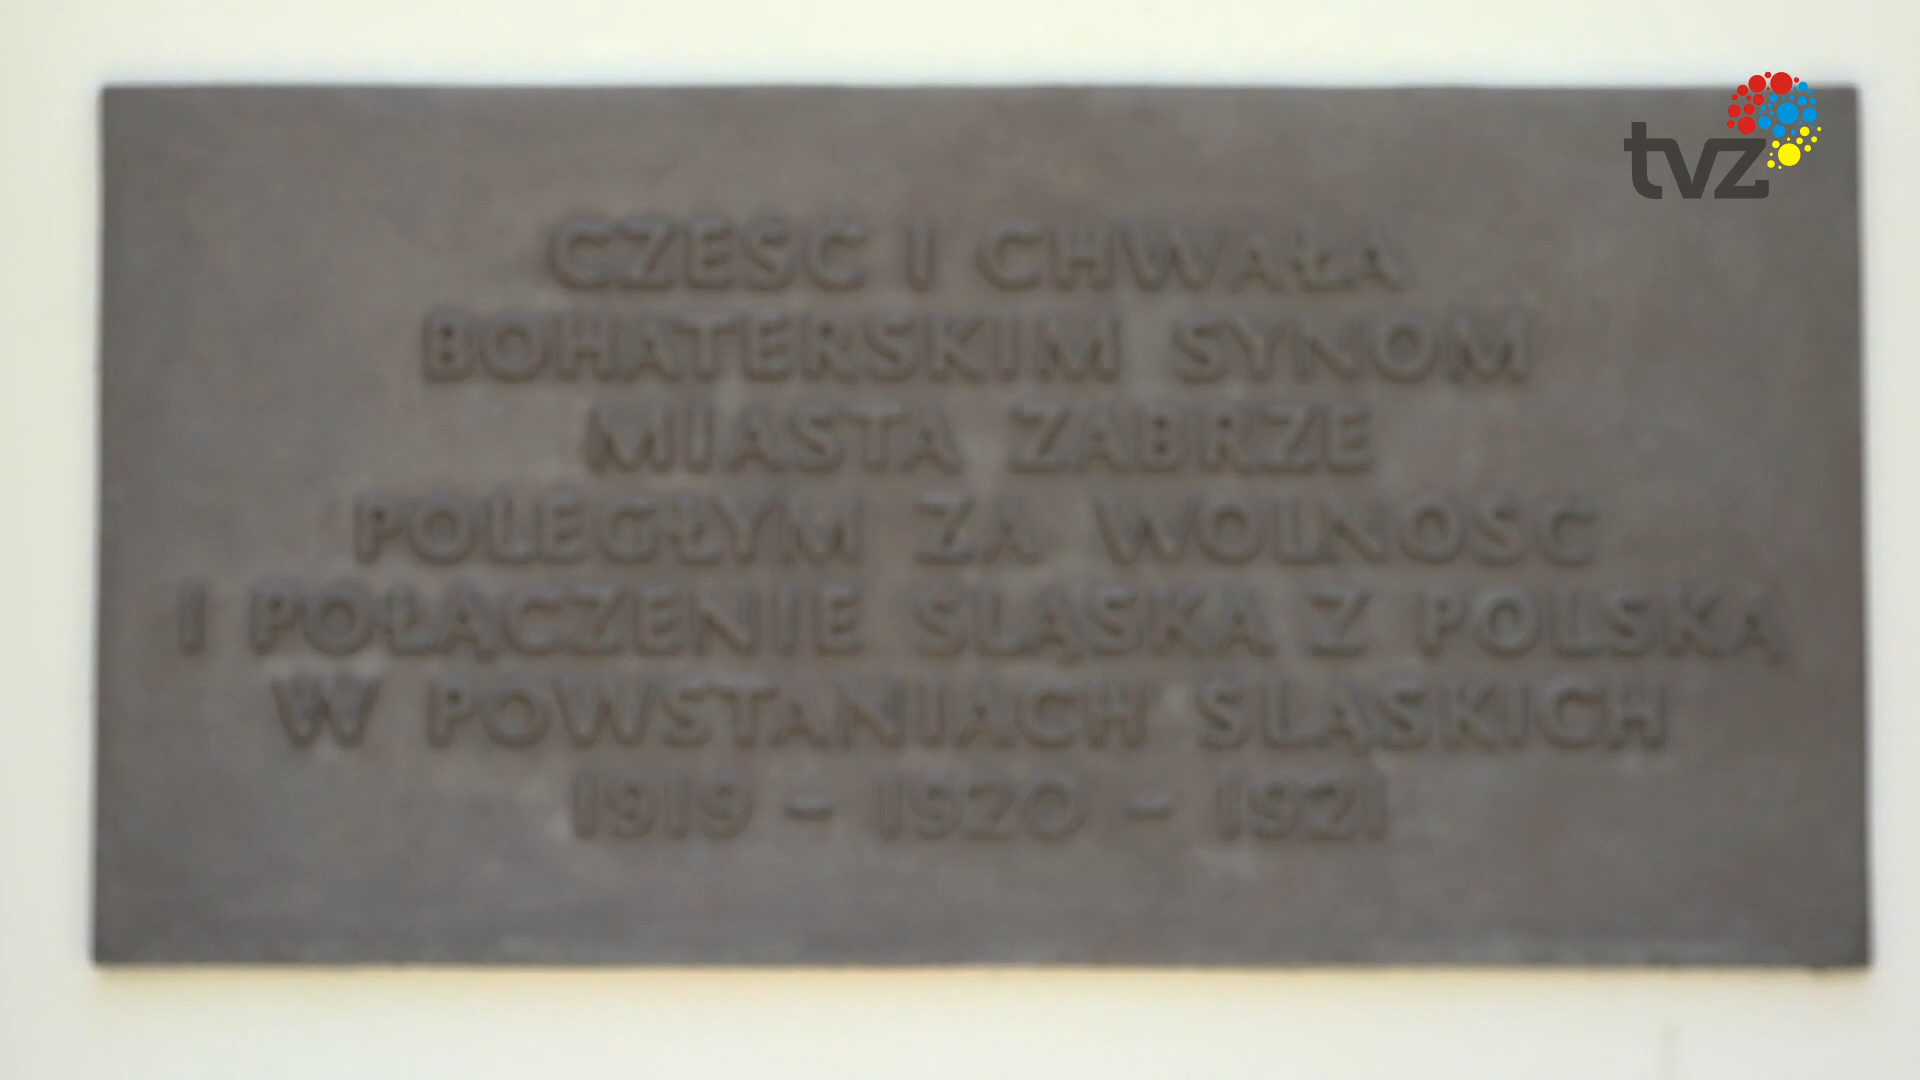 tvz
CZEŚĆ I CHWAŁA
BOHATERSKIM SYNOM
MIASTA ZABRZE
POLEGŁYM ZA WOLNOŚĆ
I POŁĄCZENIE ŚLĄSKA Z POLSKĄ
W POWSTANIACH ŚLĄSKICH
1919 - 1920 - 1921